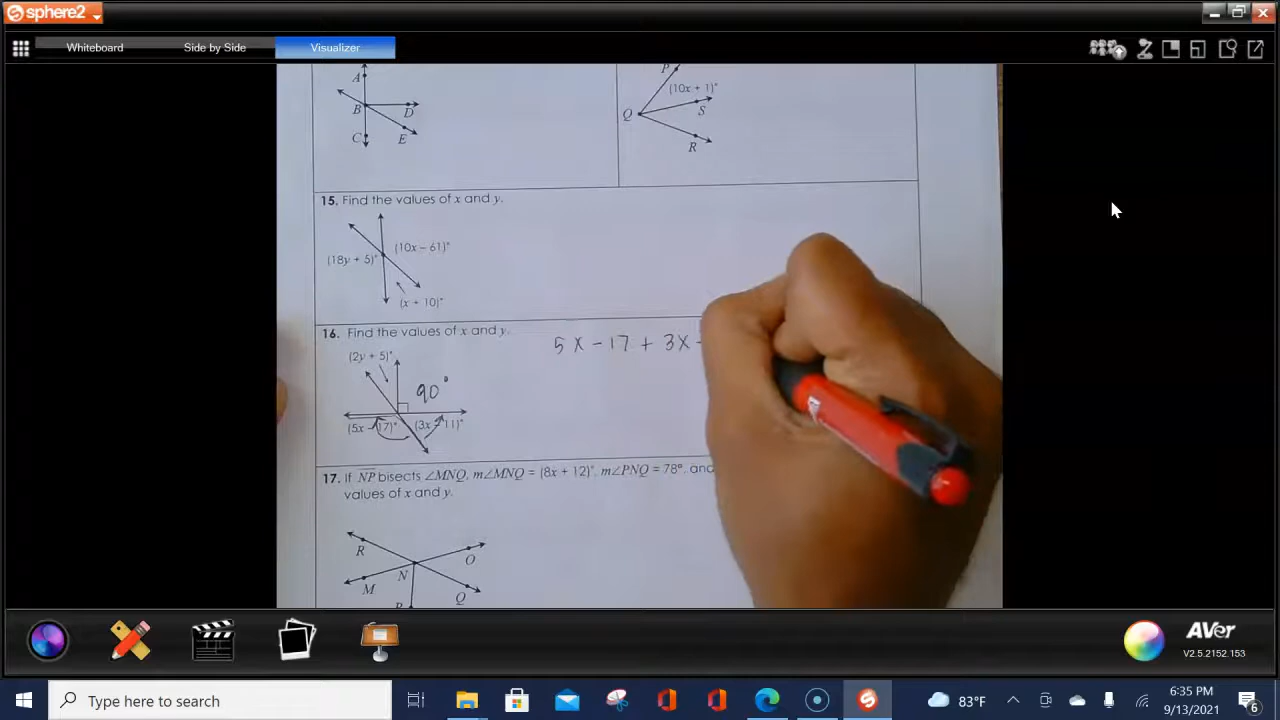 sphere2
Whiteboard Side by Side Visualizer
A
B
D
C
E
P
(10x + 1)°
Q
S
R
15. Find the values of x and y.
(10x − 61)°
(18y + 5)°
(x + 10)°
16. Find the values of x and y.
(2y + 5)°
90°
(5x − 17)° (3x − 11)°
5x − 17 + 3x −
17. If NP bisects ∠MNQ, m∠MNQ = (8x + 12)°, m∠PNQ = 78°, and
values of x and y.
R
O
N
M
Q
P
AVer
V2.5.2152.153
Type here to search
83°F
6:35 PM
9/13/2021
6